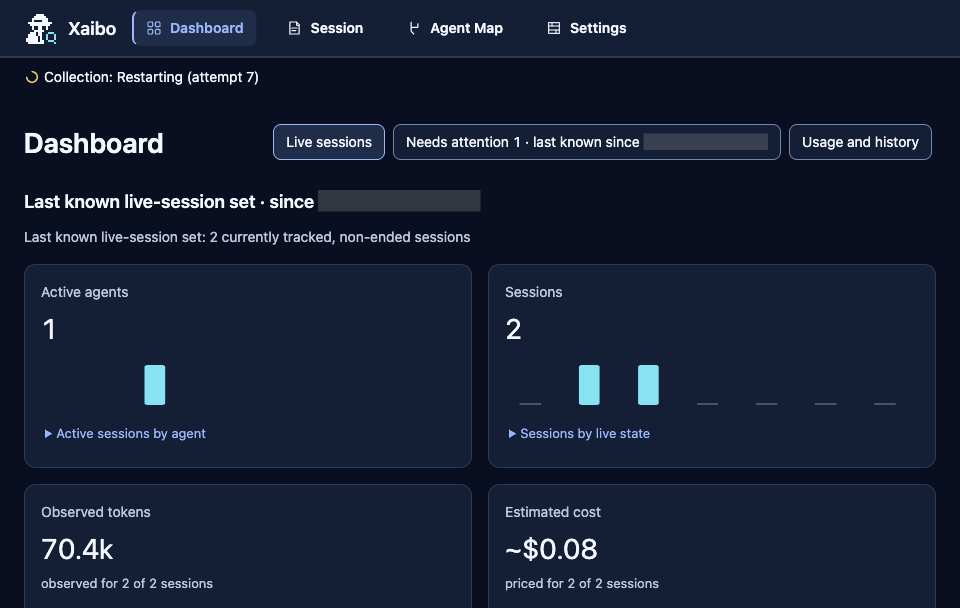 Xaibo Dashboard Session Agent Map Settings
Collection: Restarting (attempt 7)
Dashboard Live sessions Needs attention 1 · last known since Usage and history
Last known live-session set · since
Last known live-session set: 2 currently tracked, non-ended sessions
Active agents
1
Active sessions by agent
Sessions
2
Sessions by live state
Observed tokens
70.4k
observed for 2 of 2 sessions
Estimated cost
~$0.08
priced for 2 of 2 sessions